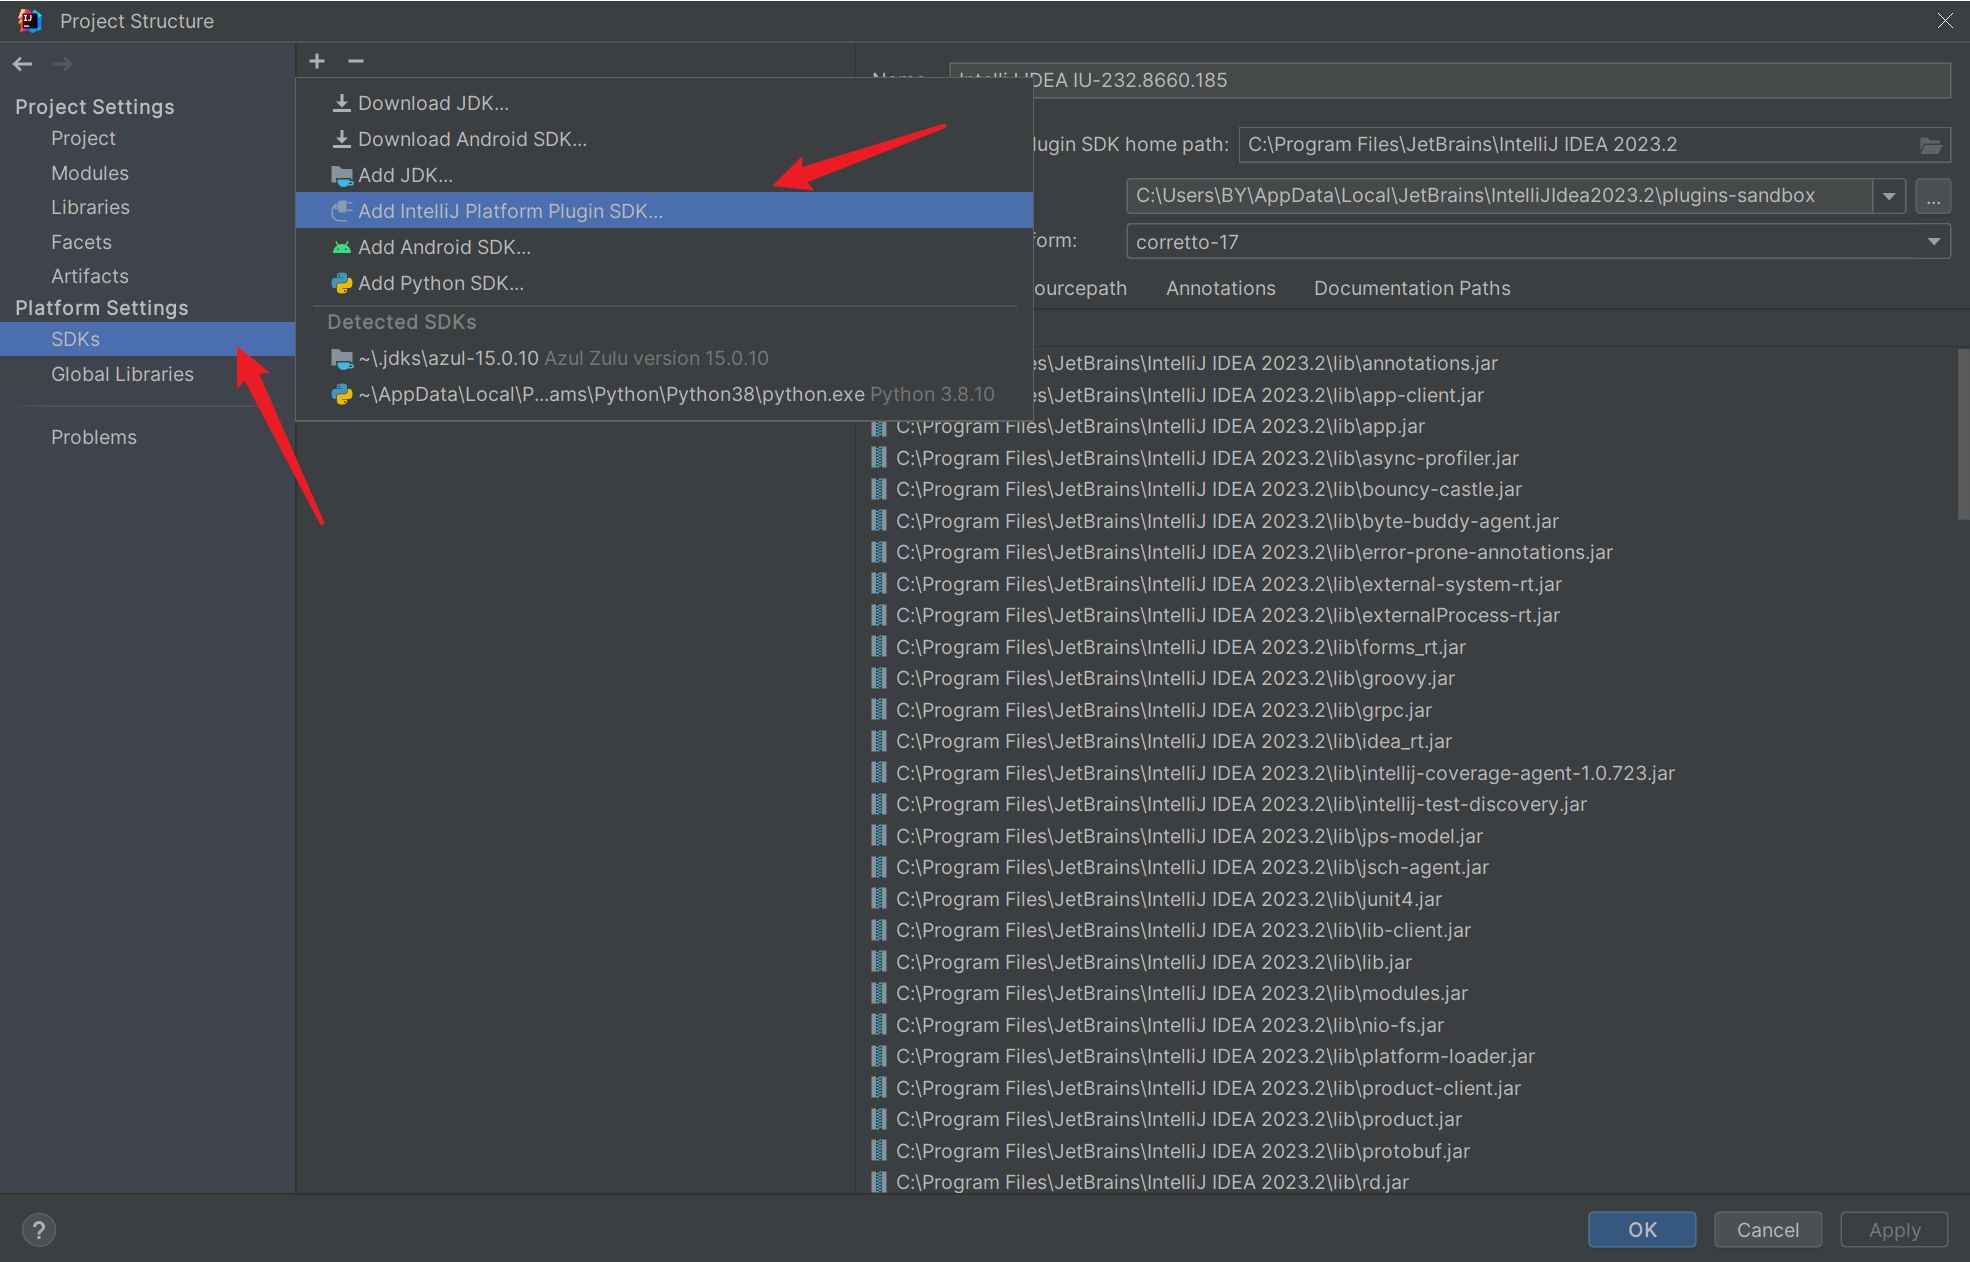 Project Structure
Project Settings
Project
Modules
Libraries
Facets
Artifacts
Platform Settings
SDKs
Global Libraries
Problems
Download JDK...
Download Android SDK...
Add JDK...
Add IntelliJ Platform Plugin SDK...
Add Android SDK...
Add Python SDK...
Detected SDKs
~\.jdks\azul-15.0.10 Azul Zulu version 15.0.10
~\AppData\Local\P...ams\Python\Python38\python.exe Python 3.8.10
Name: IntelliJ IDEA IU-232.8660.185
lugin SDK home path: C:\Program Files\JetBrains\IntelliJ IDEA 2023.2
C:\Users\BY\AppData\Local\JetBrains\IntelliJIdea2023.2\plugins-sandbox ...
form: corretto-17
ourcepath Annotations Documentation Paths
es\JetBrains\IntelliJ IDEA 2023.2\lib\annotations.jar
es\JetBrains\IntelliJ IDEA 2023.2\lib\app-client.jar
C:\Program Files\JetBrains\IntelliJ IDEA 2023.2\lib\app.jar
C:\Program Files\JetBrains\IntelliJ IDEA 2023.2\lib\async-profiler.jar
C:\Program Files\JetBrains\IntelliJ IDEA 2023.2\lib\bouncy-castle.jar
C:\Program Files\JetBrains\IntelliJ IDEA 2023.2\lib\byte-buddy-agent.jar
C:\Program Files\JetBrains\IntelliJ IDEA 2023.2\lib\error-prone-annotations.jar
C:\Program Files\JetBrains\IntelliJ IDEA 2023.2\lib\external-system-rt.jar
C:\Program Files\JetBrains\IntelliJ IDEA 2023.2\lib\externalProcess-rt.jar
C:\Program Files\JetBrains\IntelliJ IDEA 2023.2\lib\forms_rt.jar
C:\Program Files\JetBrains\IntelliJ IDEA 2023.2\lib\groovy.jar
C:\Program Files\JetBrains\IntelliJ IDEA 2023.2\lib\grpc.jar
C:\Program Files\JetBrains\IntelliJ IDEA 2023.2\lib\idea_rt.jar
C:\Program Files\JetBrains\IntelliJ IDEA 2023.2\lib\intellij-coverage-agent-1.0.723.jar
C:\Program Files\JetBrains\IntelliJ IDEA 2023.2\lib\intellij-test-discovery.jar
C:\Program Files\JetBrains\IntelliJ IDEA 2023.2\lib\jps-model.jar
C:\Program Files\JetBrains\IntelliJ IDEA 2023.2\lib\jsch-agent.jar
C:\Program Files\JetBrains\IntelliJ IDEA 2023.2\lib\junit4.jar
C:\Program Files\JetBrains\IntelliJ IDEA 2023.2\lib\lib-client.jar
C:\Program Files\JetBrains\IntelliJ IDEA 2023.2\lib\lib.jar
C:\Program Files\JetBrains\IntelliJ IDEA 2023.2\lib\modules.jar
C:\Program Files\JetBrains\IntelliJ IDEA 2023.2\lib\nio-fs.jar
C:\Program Files\JetBrains\IntelliJ IDEA 2023.2\lib\platform-loader.jar
C:\Program Files\JetBrains\IntelliJ IDEA 2023.2\lib\product-client.jar
C:\Program Files\JetBrains\IntelliJ IDEA 2023.2\lib\product.jar
C:\Program Files\JetBrains\IntelliJ IDEA 2023.2\lib\protobuf.jar
C:\Program Files\JetBrains\IntelliJ IDEA 2023.2\lib\rd.jar
? OK Cancel Apply